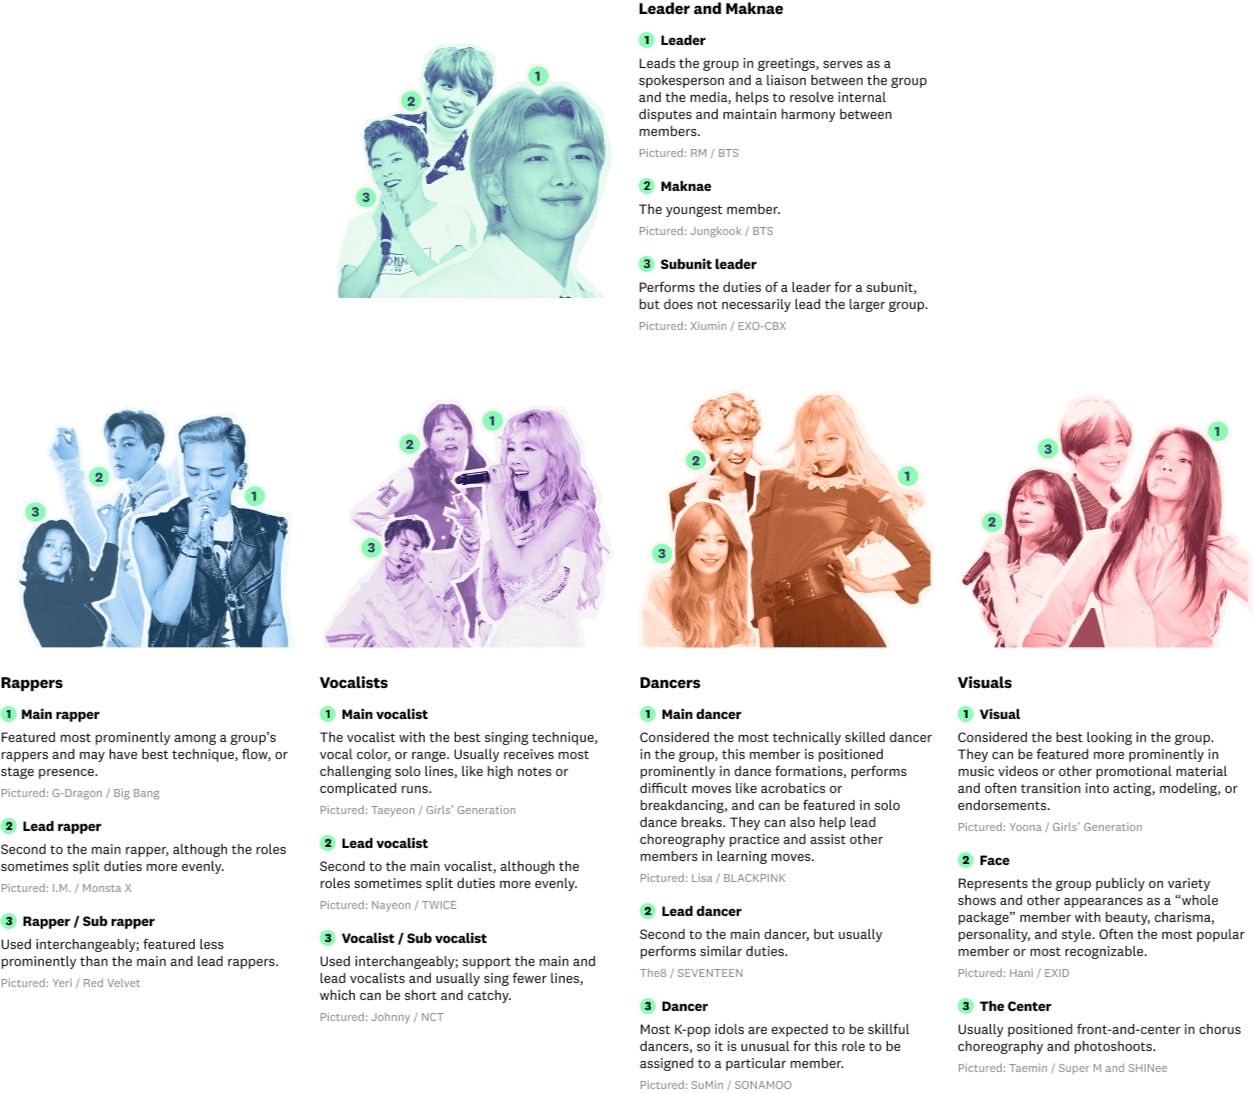 Leader and Maknae
1 Leader
Leads the group in greetings, serves as a
spokesperson and a liaison between the group
and the media, helps to resolve internal
disputes and maintain harmony between
members.
Pictured: RM / BTS
2 Maknae
The youngest member.
Pictured: Jungkook / BTS
3 Subunit leader
Performs the duties of a leader for a subunit,
but does not necessarily lead the larger group.
Pictured: Xiumin / EXO-CBX
1
2
3
1
2
3
1
2
3
1
2
3
1
2
3
Rappers
1 Main rapper
Featured most prominently among a group's
rappers and may have best technique, flow, or
stage presence.
Pictured: G-Dragon / Big Bang
2 Lead rapper
Second to the main rapper, although the roles
sometimes split duties more evenly.
Pictured: I.M. / Monsta X
3 Rapper / Sub rapper
Used interchangeably; featured less
prominently than the main and lead rappers.
Pictured: Yeri / Red Velvet
Vocalists
1 Main vocalist
The vocalist with the best singing technique,
vocal color, or range. Usually receives most
challenging solo lines, like high notes or
complicated runs.
Pictured: Taeyeon / Girls' Generation
2 Lead vocalist
Second to the main vocalist, although the
roles sometimes split duties more evenly.
Pictured: Nayeon / TWICE
3 Vocalist / Sub vocalist
Used interchangeably; support the main and
lead vocalists and usually sing fewer lines,
which can be short and catchy.
Pictured: Johnny / NCT
Dancers
1 Main dancer
Considered the most technically skilled dancer
in the group, this member is positioned
prominently in dance formations, performs
difficult moves like acrobatics or
breakdancing, and can be featured in solo
dance breaks. They can also help lead
choreography practice and assist other
members in learning moves.
Pictured: Lisa / BLACKPINK
2 Lead dancer
Second to the main dancer, but usually
performs similar duties.
The8 / SEVENTEEN
3 Dancer
Most K-pop idols are expected to be skillful
dancers, so it is unusual for this role to be
assigned to a particular member.
Pictured: SuMin / SONAMOO
Visuals
1 Visual
Considered the best looking in the group.
They can be featured more prominently in
music videos or other promotional material
and often transition into acting, modeling, or
endorsements.
Pictured: Yoona / Girls' Generation
2 Face
Represents the group publicly on variety
shows and other appearances as a “whole
package” member with beauty, charisma,
personality, and style. Often the most popular
member or most recognizable.
Pictured: Hani / EXID
3 The Center
Usually positioned front-and-center in chorus
choreography and photoshoots.
Pictured: Taemin / Super M and SHINee